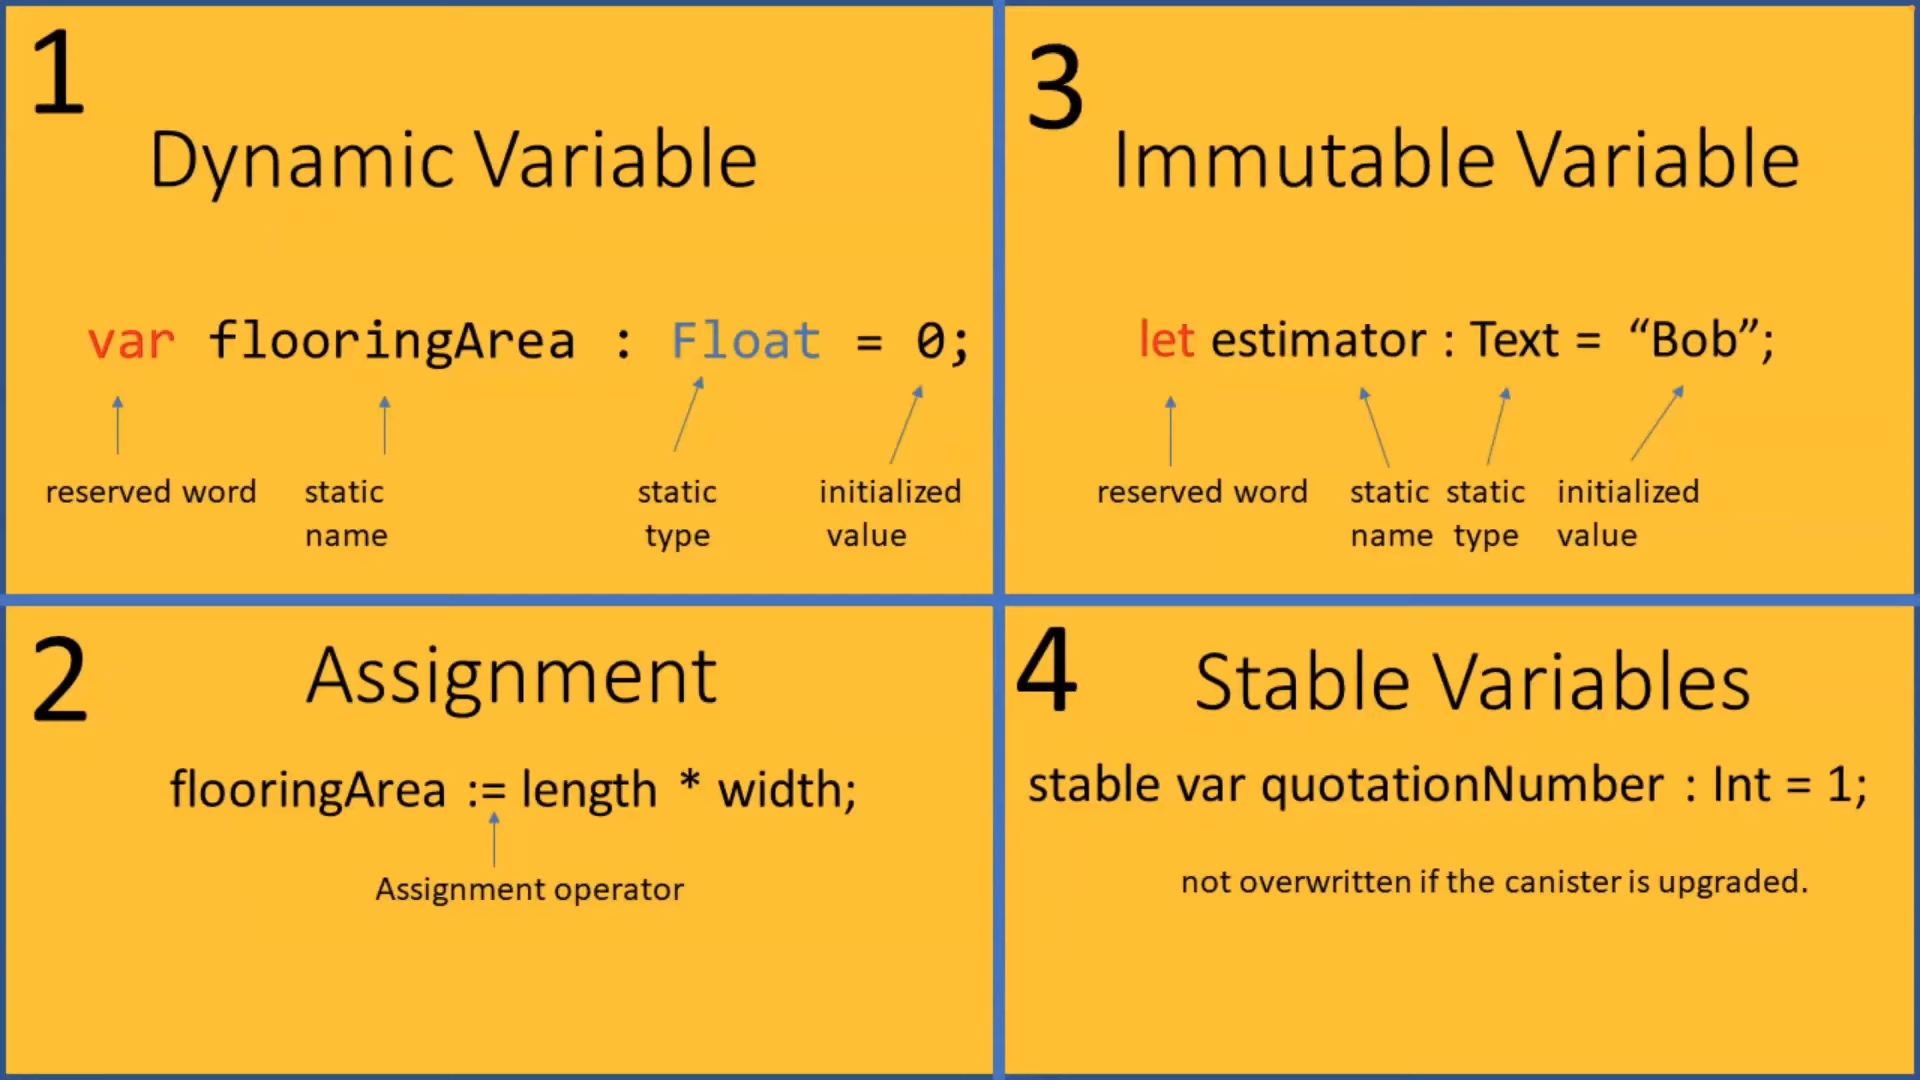 1
Dynamic Variable
var flooringArea : Float = 0;
reserved word static static initialized
name type value
2
Assignment
flooringArea := length * width;
Assignment operator
3
Immutable Variable
let estimator : Text = “Bob”;
reserved word static static initialized
name type value
4
Stable Variables
stable var quotationNumber : Int = 1;
not overwritten if the canister is upgraded.